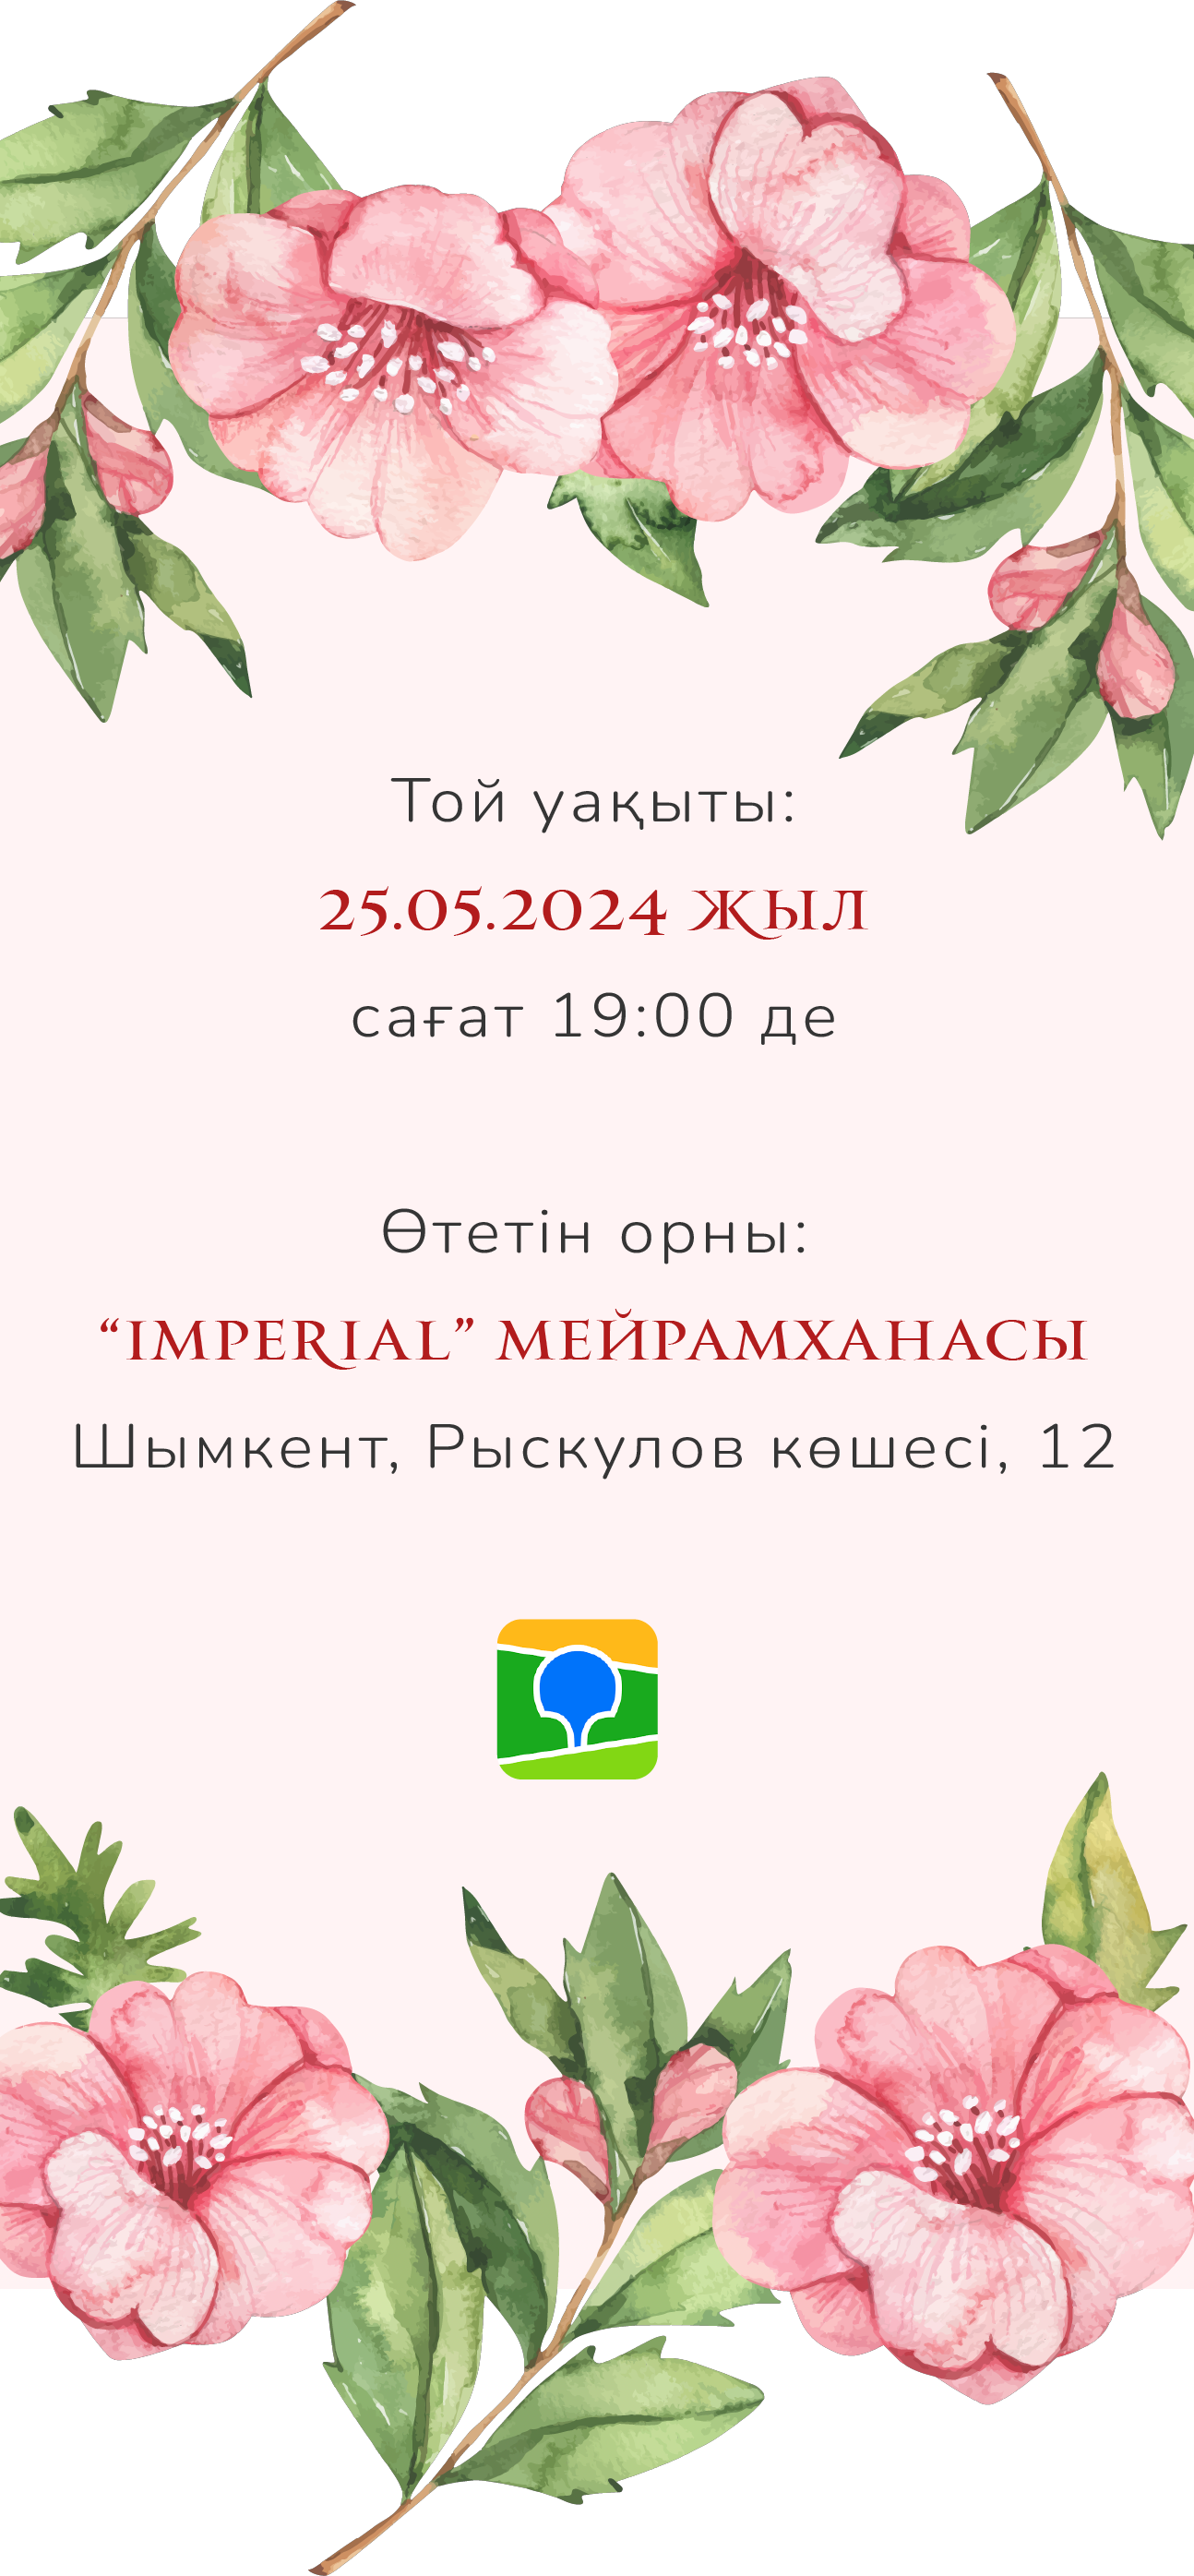 Той уақыты:
25.05.2024 ЖЫЛ
сағат 19:00 де
Өтетін орны:
“IMPERIAL” МЕЙРАМХАНАСЫ
Шымкент, Рыскулов көшесі, 12